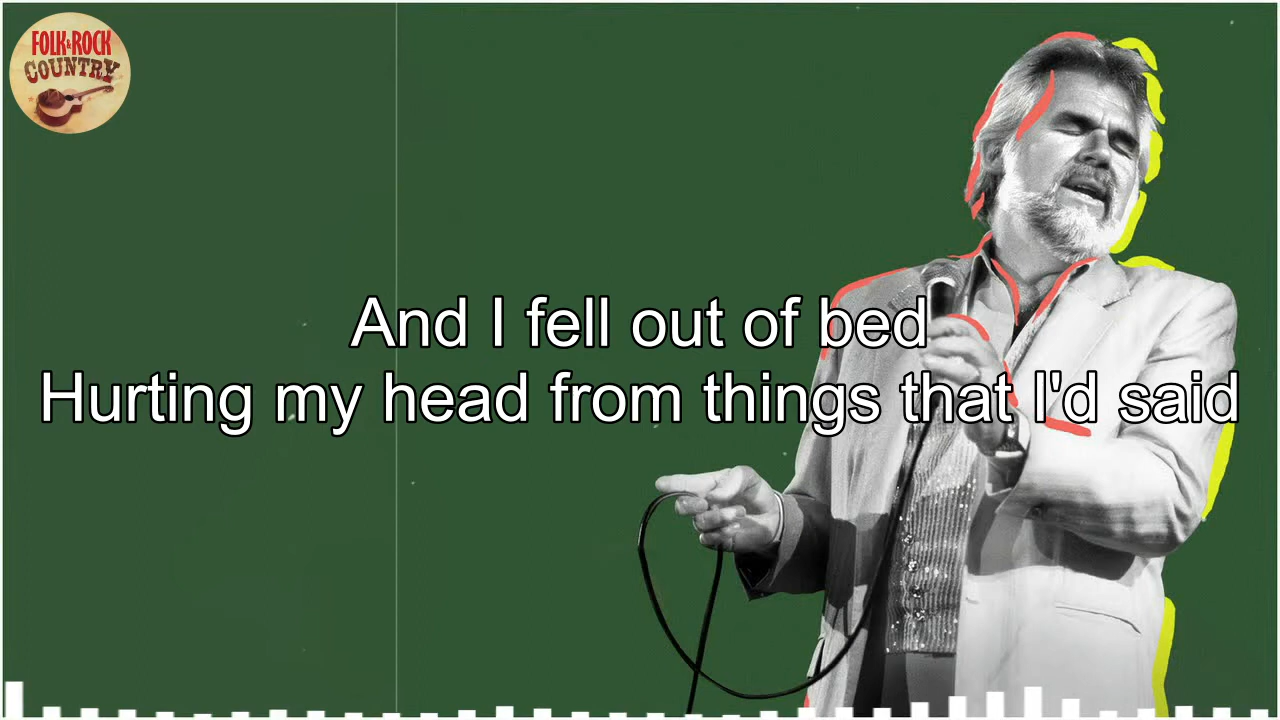 FOLK & ROCK
COUNTRY
And I fell out of bed
Hurting my head from things that I'd said